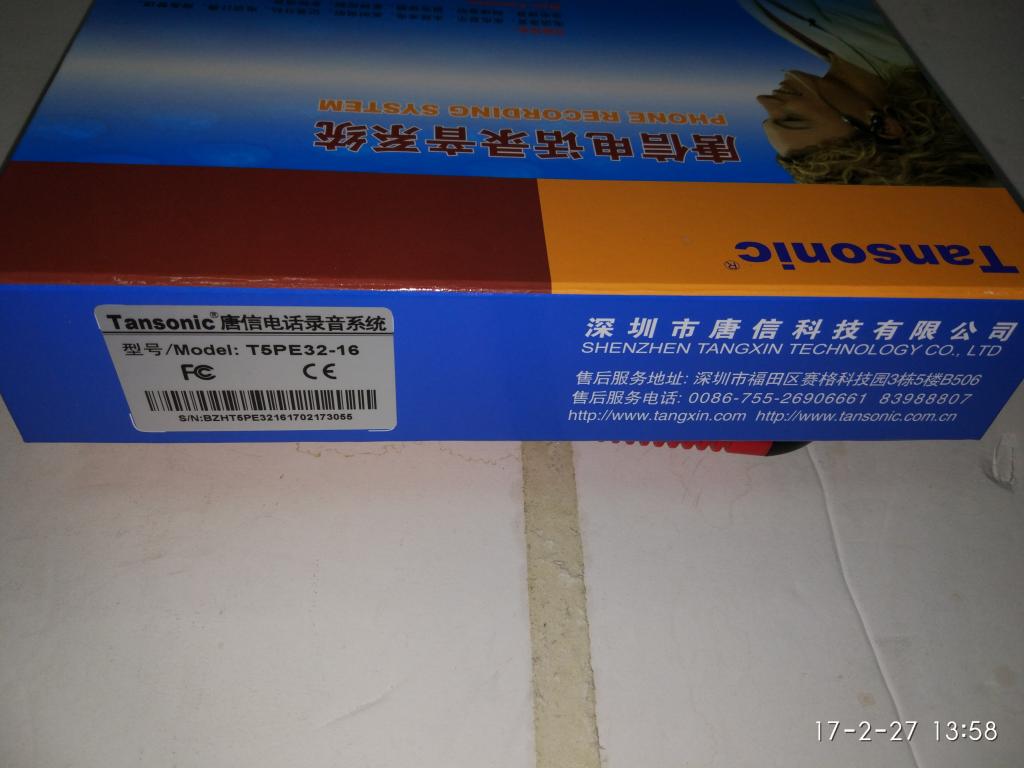 唐信电话录音系统
PHONE RECORDING SYSTEM
Tansonic®
Tansonic®唐信电话录音系统
型号/Model: T5PE32-16
FC CE
S/N:BZHT5PE32161702173055
深圳市唐信科技有限公司
SHENZHEN TANGXIN TECHNOLOGY CO., LTD
售后服务地址: 深圳市福田区赛格科技园3栋5楼B506
售后服务电话: 0086-755-26906661 83988807
http://www.tangxin.com http://www.tansonic.com.cn
17-2-27 13:58